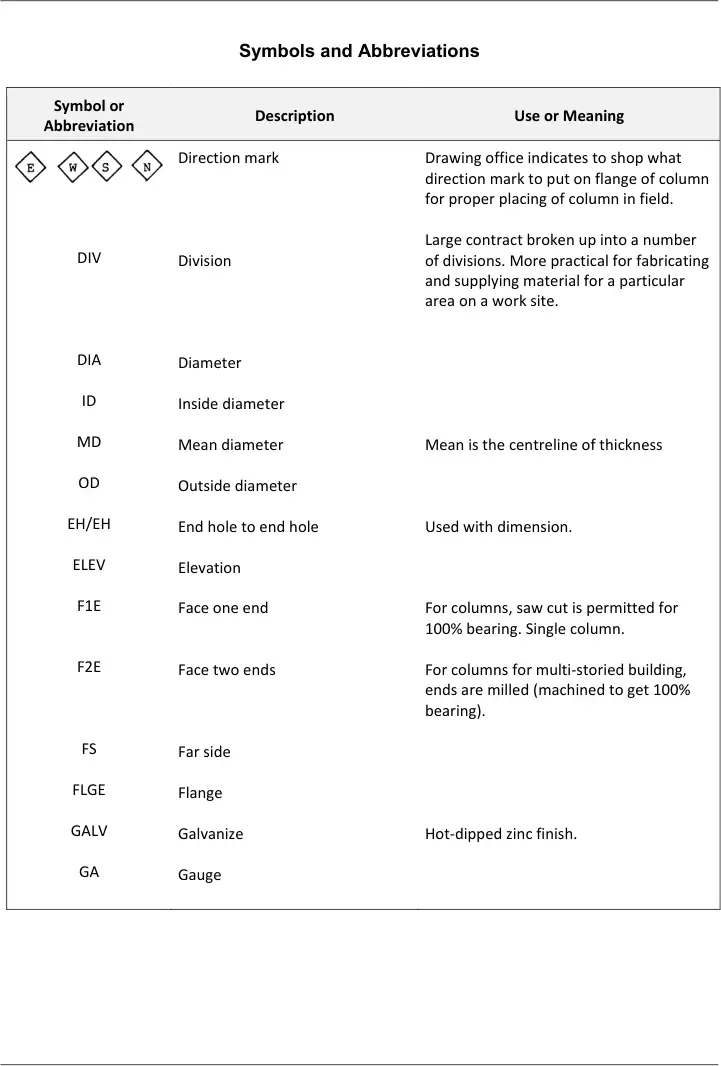 Symbols and Abbreviations
Symbol or
Abbreviation
Description
Use or Meaning
E W S N
Direction mark
Drawing office indicates to shop what
direction mark to put on flange of column
for proper placing of column in field.
DIV
Division
Large contract broken up into a number
of divisions. More practical for fabricating
and supplying material for a particular
area on a work site.
DIA
Diameter
ID
Inside diameter
MD
Mean diameter
Mean is the centreline of thickness
OD
Outside diameter
EH/EH
End hole to end hole
Used with dimension.
ELEV
Elevation
F1E
Face one end
For columns, saw cut is permitted for
100% bearing. Single column.
F2E
Face two ends
For columns for multi-storied building,
ends are milled (machined to get 100%
bearing).
FS
Far side
FLGE
Flange
GALV
Galvanize
Hot-dipped zinc finish.
GA
Gauge